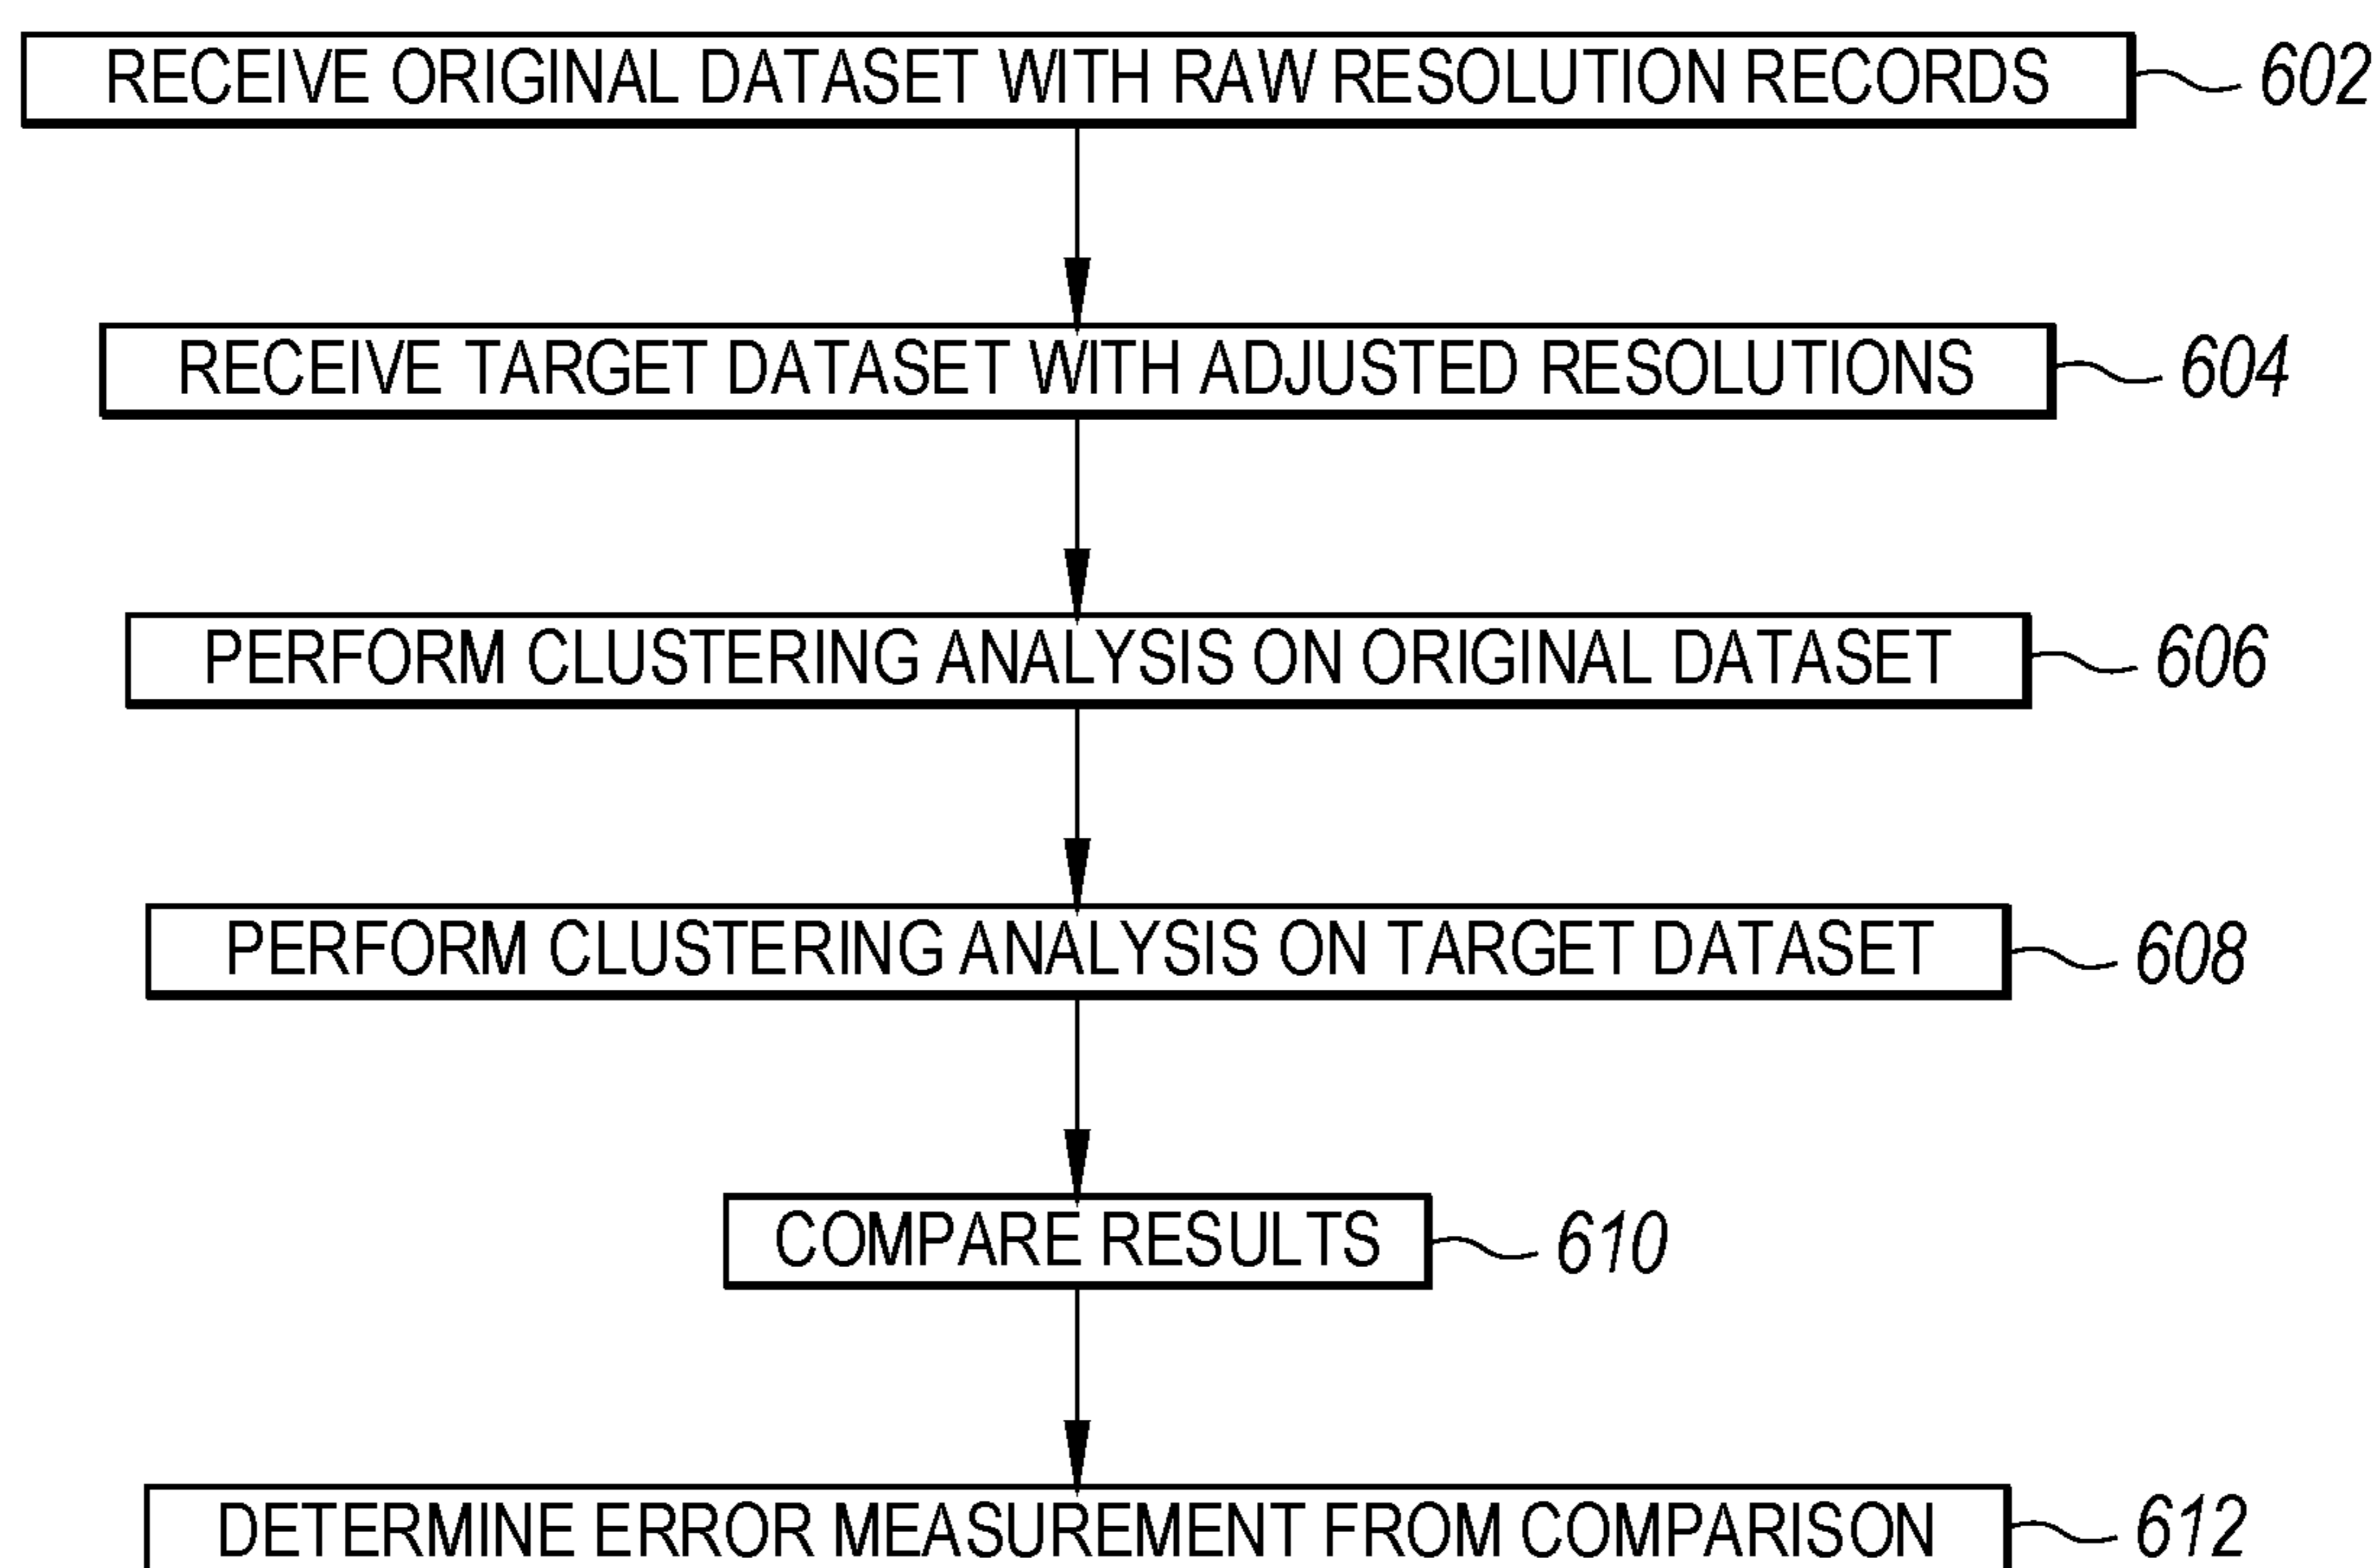 RECEIVE ORIGINAL DATASET WITH RAW RESOLUTION RECORDS 602
RECEIVE TARGET DATASET WITH ADJUSTED RESOLUTIONS 604
PERFORM CLUSTERING ANALYSIS ON ORIGINAL DATASET 606
PERFORM CLUSTERING ANALYSIS ON TARGET DATASET 608
COMPARE RESULTS 610
DETERMINE ERROR MEASUREMENT FROM COMPARISON 612